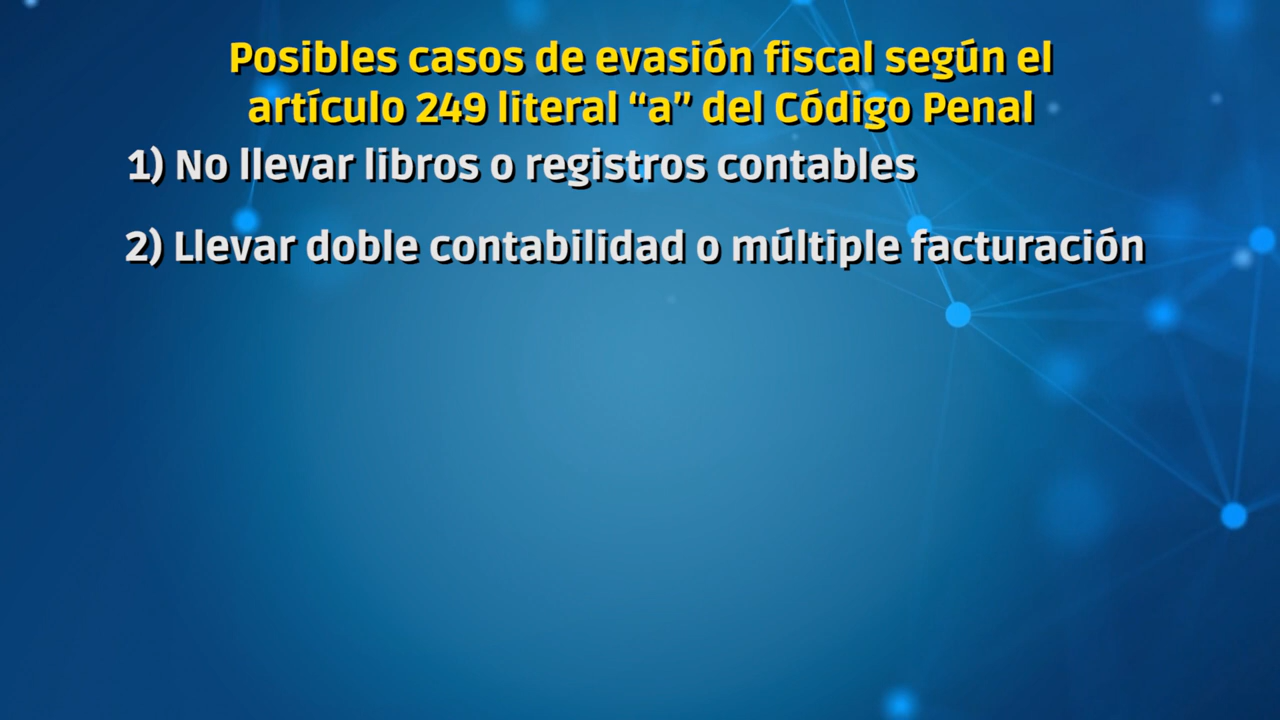 Posibles casos de evasión fiscal según el
artículo 249 literal “a” del Código Penal
1) No llevar libros o registros contables
2) Llevar doble contabilidad o múltiple facturación